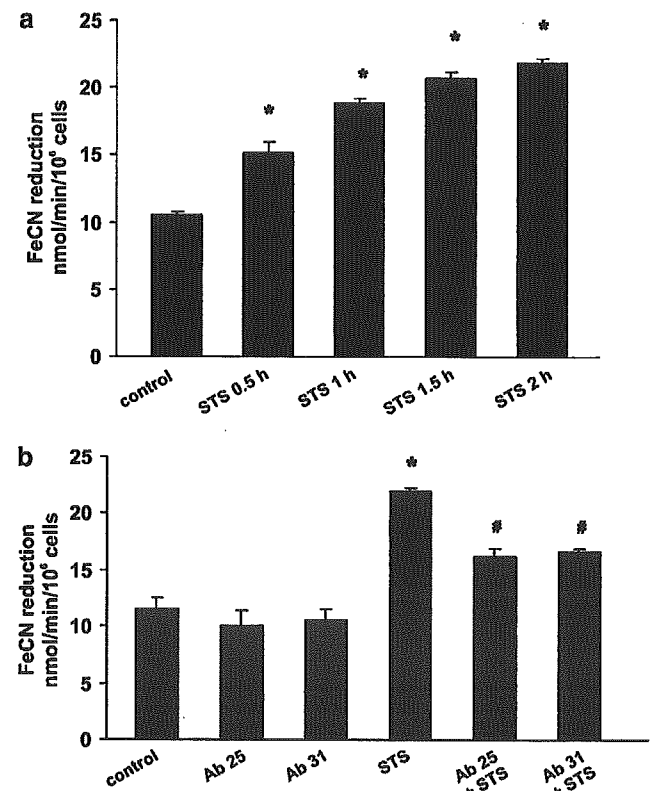 a
25
20
15
10
5
0
FeCN reduction
nmol/min/10⁶ cells
*
*
*
*
control
STS 0.5 h
STS 1 h
STS 1.5 h
STS 2 h
b
25
20
15
10
5
0
FeCN reduction
nmol/min/10⁶ cells
*
#
#
control
Ab 25
Ab 31
STS
Ab 25
+ STS
Ab 31
+ STS